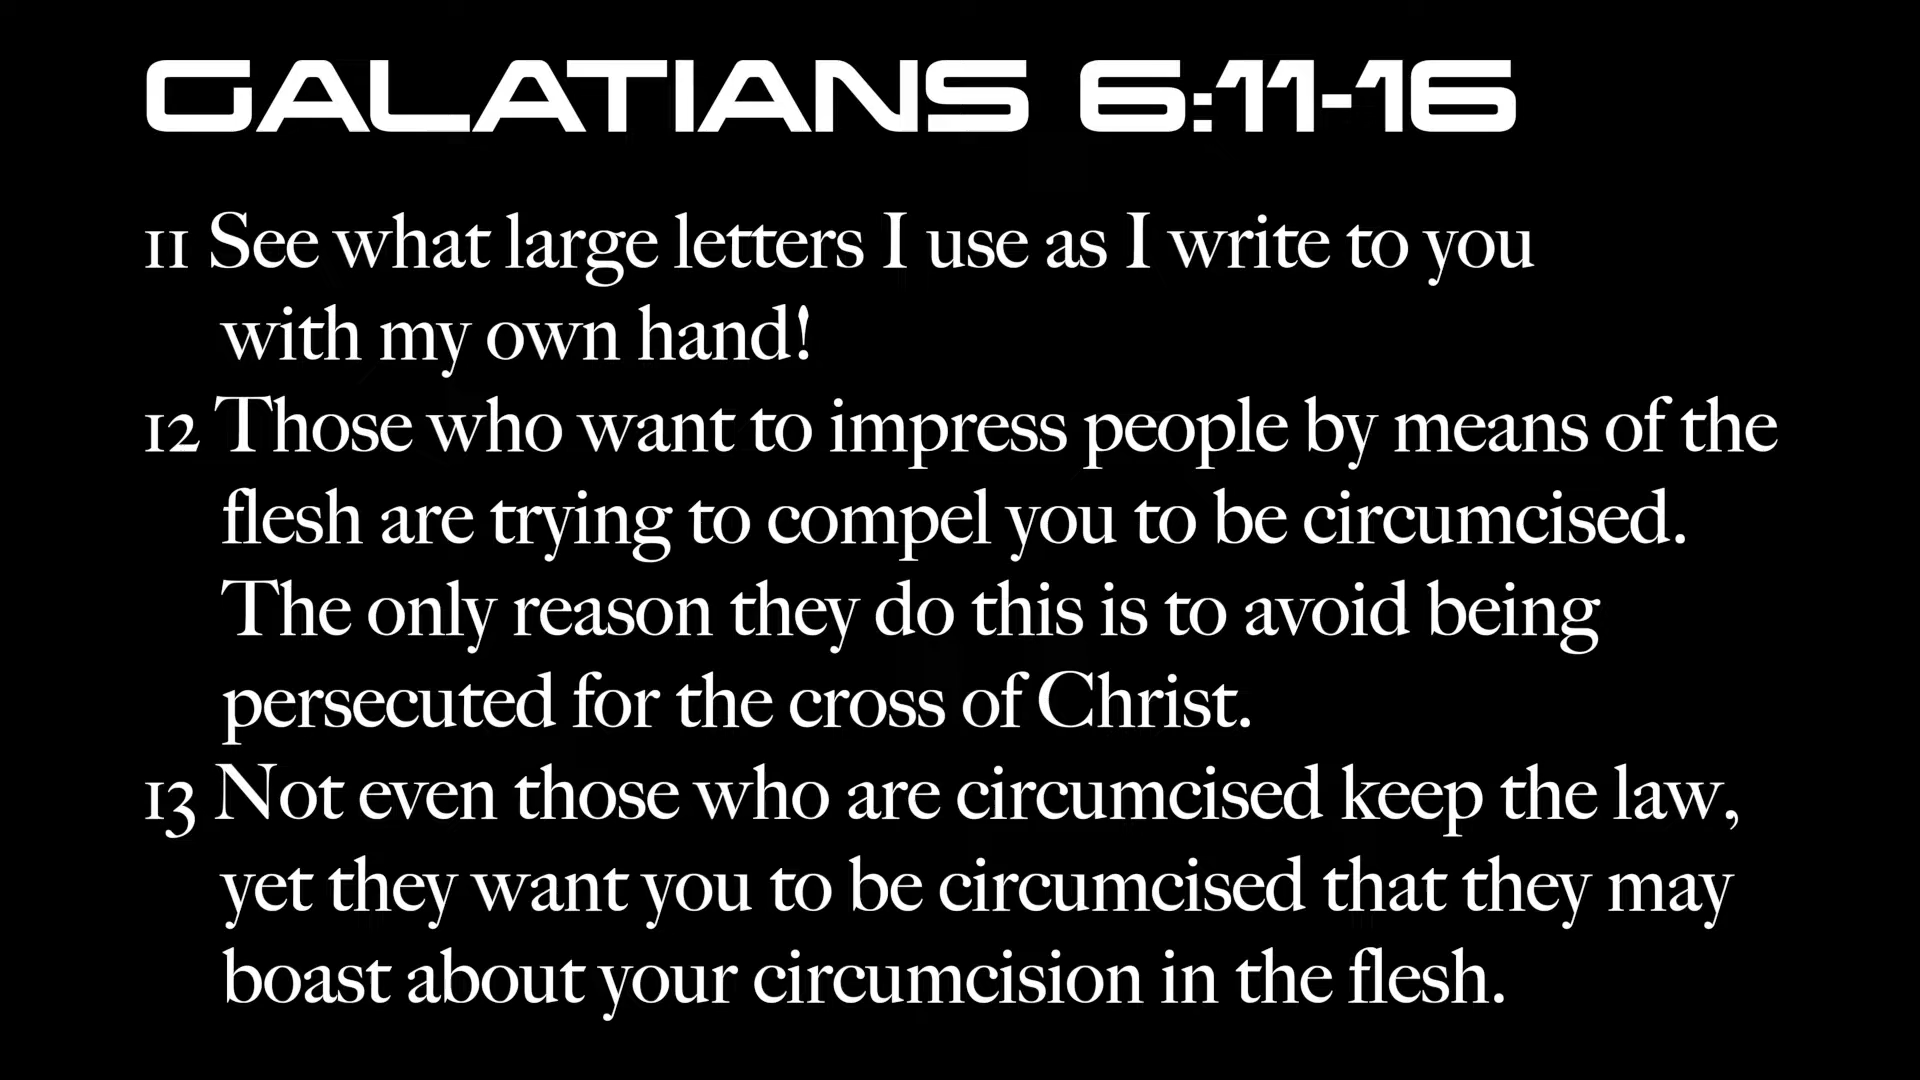 GALATIANS 6:11-16
11 See what large letters I use as I write to you
with my own hand!
12 Those who want to impress people by means of the
flesh are trying to compel you to be circumcised.
The only reason they do this is to avoid being
persecuted for the cross of Christ.
13 Not even those who are circumcised keep the law,
yet they want you to be circumcised that they may
boast about your circumcision in the flesh.